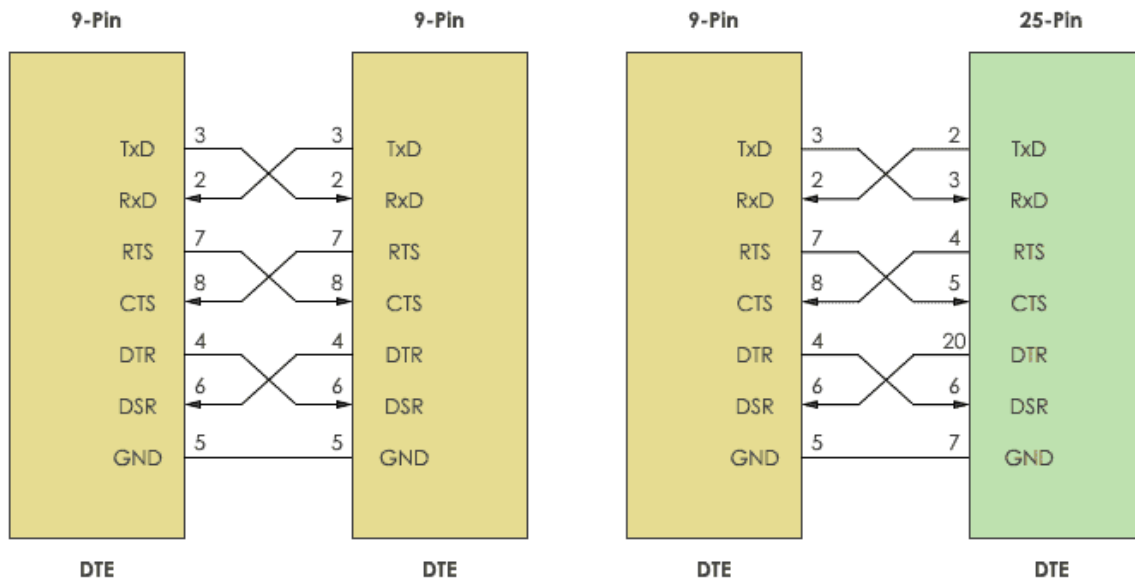 9-Pin 9-Pin 9-Pin 25-Pin
TxD 3 3 TxD TxD 3 2 TxD
RxD 2 2 RxD RxD 2 3 RxD
RTS 7 7 RTS RTS 7 4 RTS
CTS 8 8 CTS CTS 8 5 CTS
DTR 4 4 DTR DTR 4 20 DTR
DSR 6 6 DSR DSR 6 6 DSR
GND 5 5 GND GND 5 7 GND
DTE DTE DTE DTE